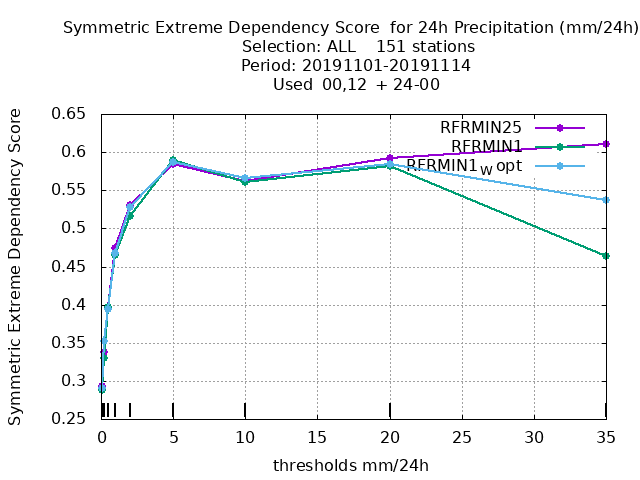 Symmetric Extreme Dependency Score for 24h Precipitation (mm/24h)
Selection: ALL 151 stations
Period: 20191101-20191114
Used 00,12 + 24-00
Symmetric Extreme Dependency Score
0.65
0.6
0.55
0.5
0.45
0.4
0.35
0.3
0.25
RFRMIN25
RFRMIN1
RFRMIN1w opt
0 5 10 15 20 25 30 35
thresholds mm/24h